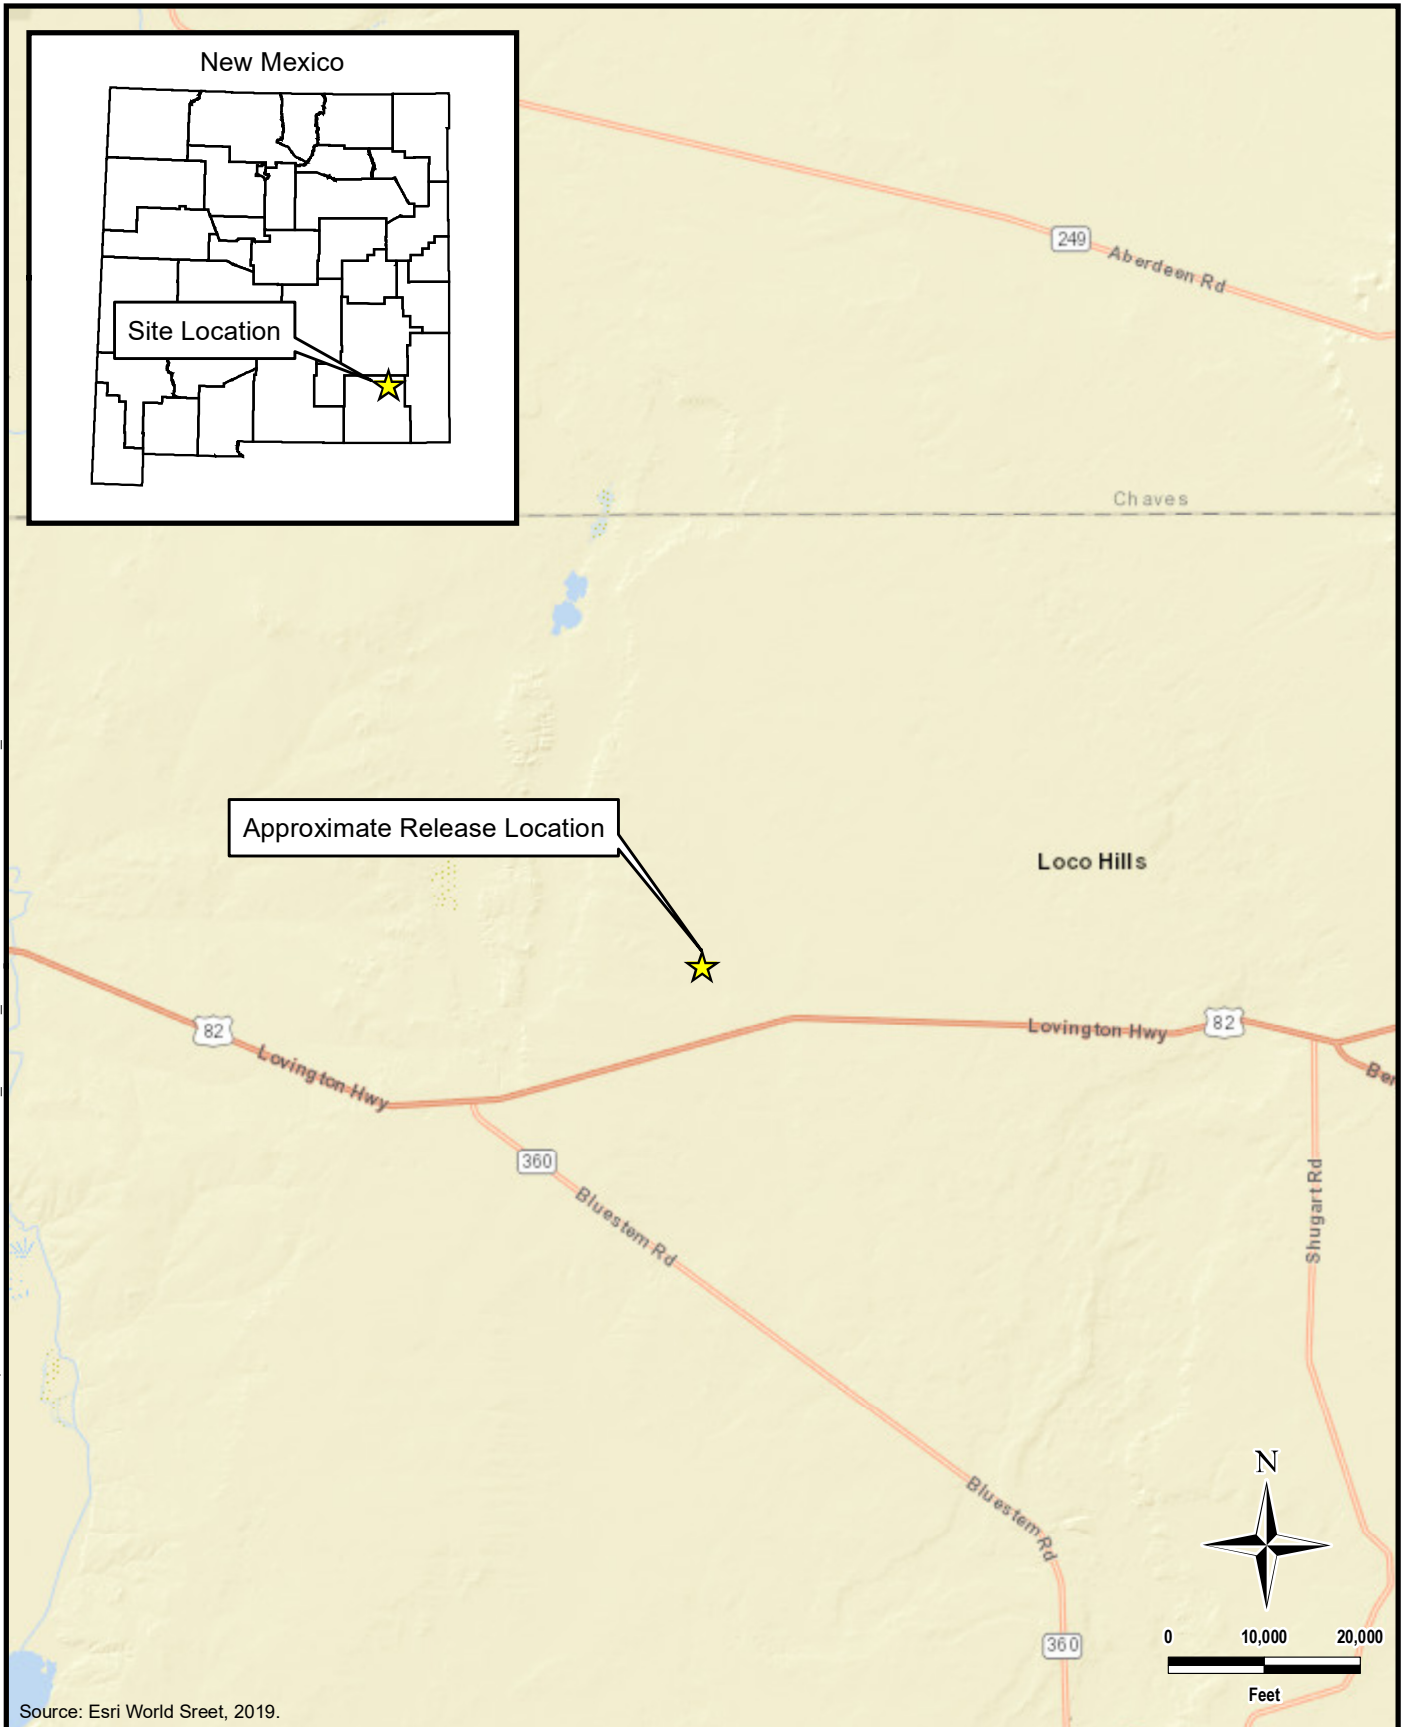 New Mexico
Site Location
249
Aberdeen Rd
Chaves
Approximate Release Location
Loco Hills
82
Lovington Hwy
Lovington Hwy
82
Ber
360
Bluestem Rd
Shugart Rd
Bluestem Rd
N
360
0 10,000 20,000
Feet
Source: Esri World Sreet, 2019.